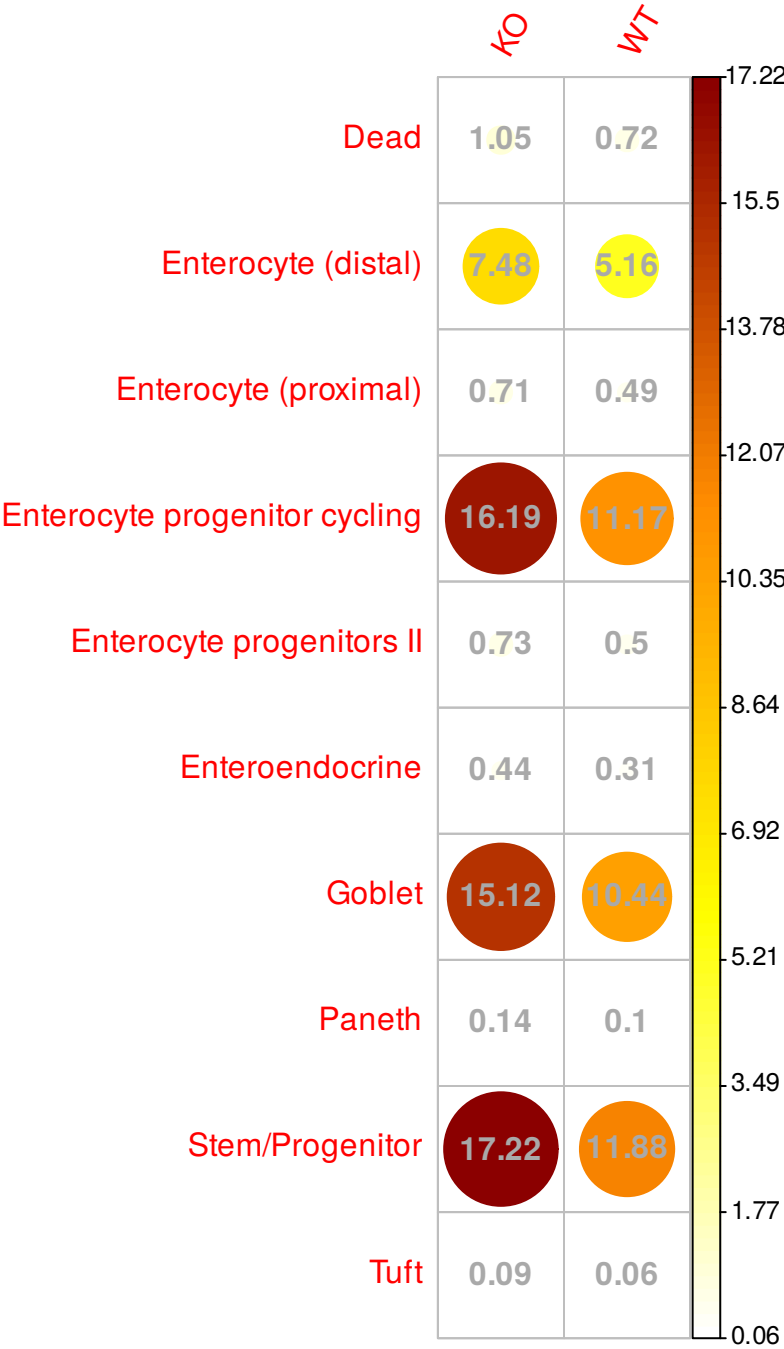 KO WT
17.22
Dead 1.05 0.72
15.5
Enterocyte (distal) 7.48 5.16
13.78
Enterocyte (proximal) 0.71 0.49
12.07
Enterocyte progenitor cycling 16.19 11.17
10.35
Enterocyte progenitors II 0.73 0.5
8.64
Enteroendocrine 0.44 0.31
6.92
Goblet 15.12 10.44
5.21
Paneth 0.14 0.1
3.49
Stem/Progenitor 17.22 11.88
1.77
Tuft 0.09 0.06
0.06